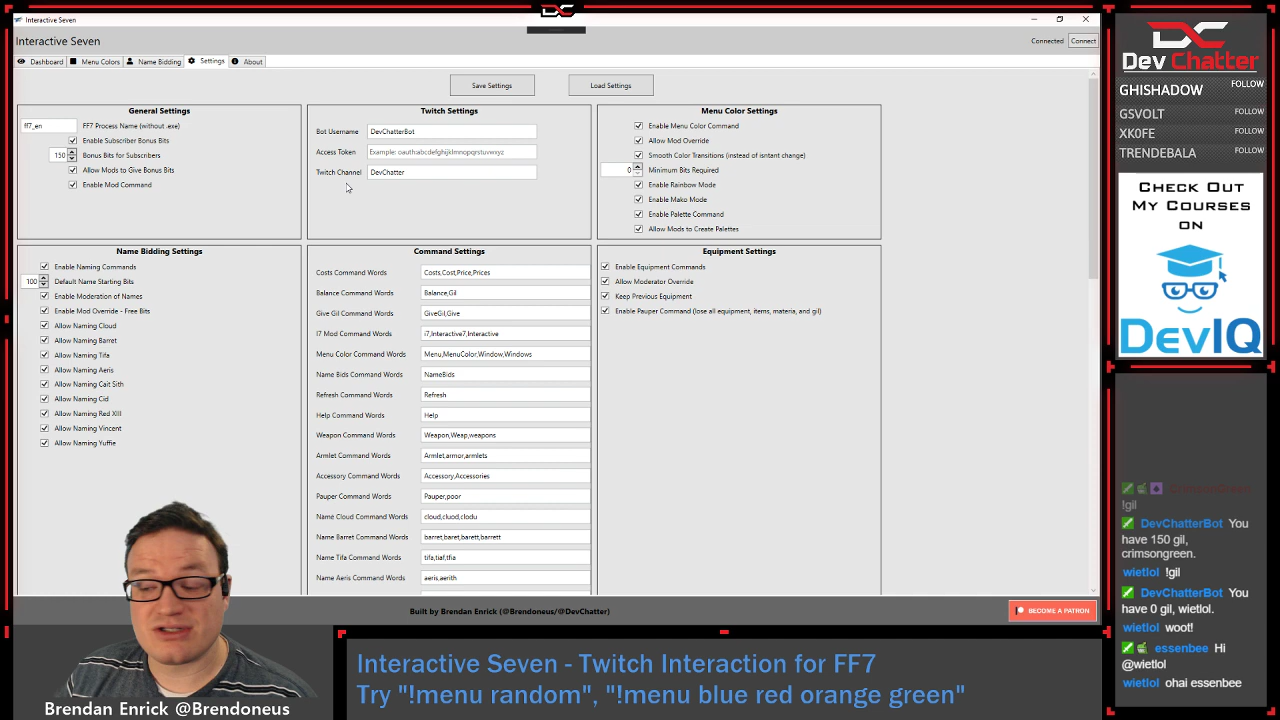 Interactive Seven
Interactive Seven
Connected Connect
Dashboard Menu Colors Name Bidding Settings About
Save Settings Load Settings
General Settings
ff7_en FF7 Process Name (without .exe)
Enable Subscriber Bonus Bits
150 Bonus Bits for Subscribers
Allow Mods to Give Bonus Bits
Enable Mod Command
Twitch Settings
Bot Username DevChatterBot
Access Token Example: oauth:abcdefghijklmnopqrstuvwxyz
Twitch Channel DevChatter
Menu Color Settings
Enable Menu Color Command
Allow Mod Override
Smooth Color Transitions (instead of isntant change)
0 Minimum Bits Required
Enable Rainbow Mode
Enable Mako Mode
Enable Palette Command
Allow Mods to Create Palettes
Name Bidding Settings
Enable Naming Commands
100 Default Name Starting Bits
Enable Moderation of Names
Enable Mod Override - Free Bits
Allow Naming Cloud
Allow Naming Barret
Allow Naming Tifa
Allow Naming Aeris
Allow Naming Cait Sith
Allow Naming Cid
Allow Naming Red XIII
Allow Naming Vincent
Allow Naming Yuffie
Command Settings
Costs Command Words Costs,Cost,Price,Prices
Balance Command Words Balance,Gil
Give Gil Command Words GiveGil,Give
I7 Mod Command Words i7,Interactive7,Interactive
Menu Color Command Words Menu,MenuColor,Window,Windows
Name Bids Command Words NameBids
Refresh Command Words Refresh
Help Command Words Help
Weapon Command Words Weapon,Weap,weapons
Armlet Command Words Armlet,armor,armlets
Accessory Command Words Accessory,Accessories
Pauper Command Words Pauper,poor
Name Cloud Command Words cloud,cluod,clodu
Name Barret Command Words barret,baret,barett,barrett
Name Tifa Command Words tifa,tiaf,tfia
Name Aeris Command Words aeris,aerith
Equipment Settings
Enable Equipment Commands
Allow Moderator Override
Keep Previous Equipment
Enable Pauper Command (lose all equipment, items, materia, and gil)
Built by Brendan Enrick (@Brendoneus/@DevChatter)
BECOME A PATRON
Interactive Seven - Twitch Interaction for FF7
Try "!menu random", "!menu blue red orange green"
Brendan Enrick @Brendoneus
Dev Chatter
GHISHADOW FOLLOW
GSVOLT FOLLOW
XK0FE FOLLOW
TRENDEBALA FOLLOW
CHECK OUT
MY COURSES
ON
DevIQ
!gil
DevChatterBot You
have 150 gil,
crimsongreen.
wietlol !gil
DevChatterBot You
have 0 gil, wietlol.
wietlol woot!
essenbee Hi
@wietlol
wietlol ohai essenbee